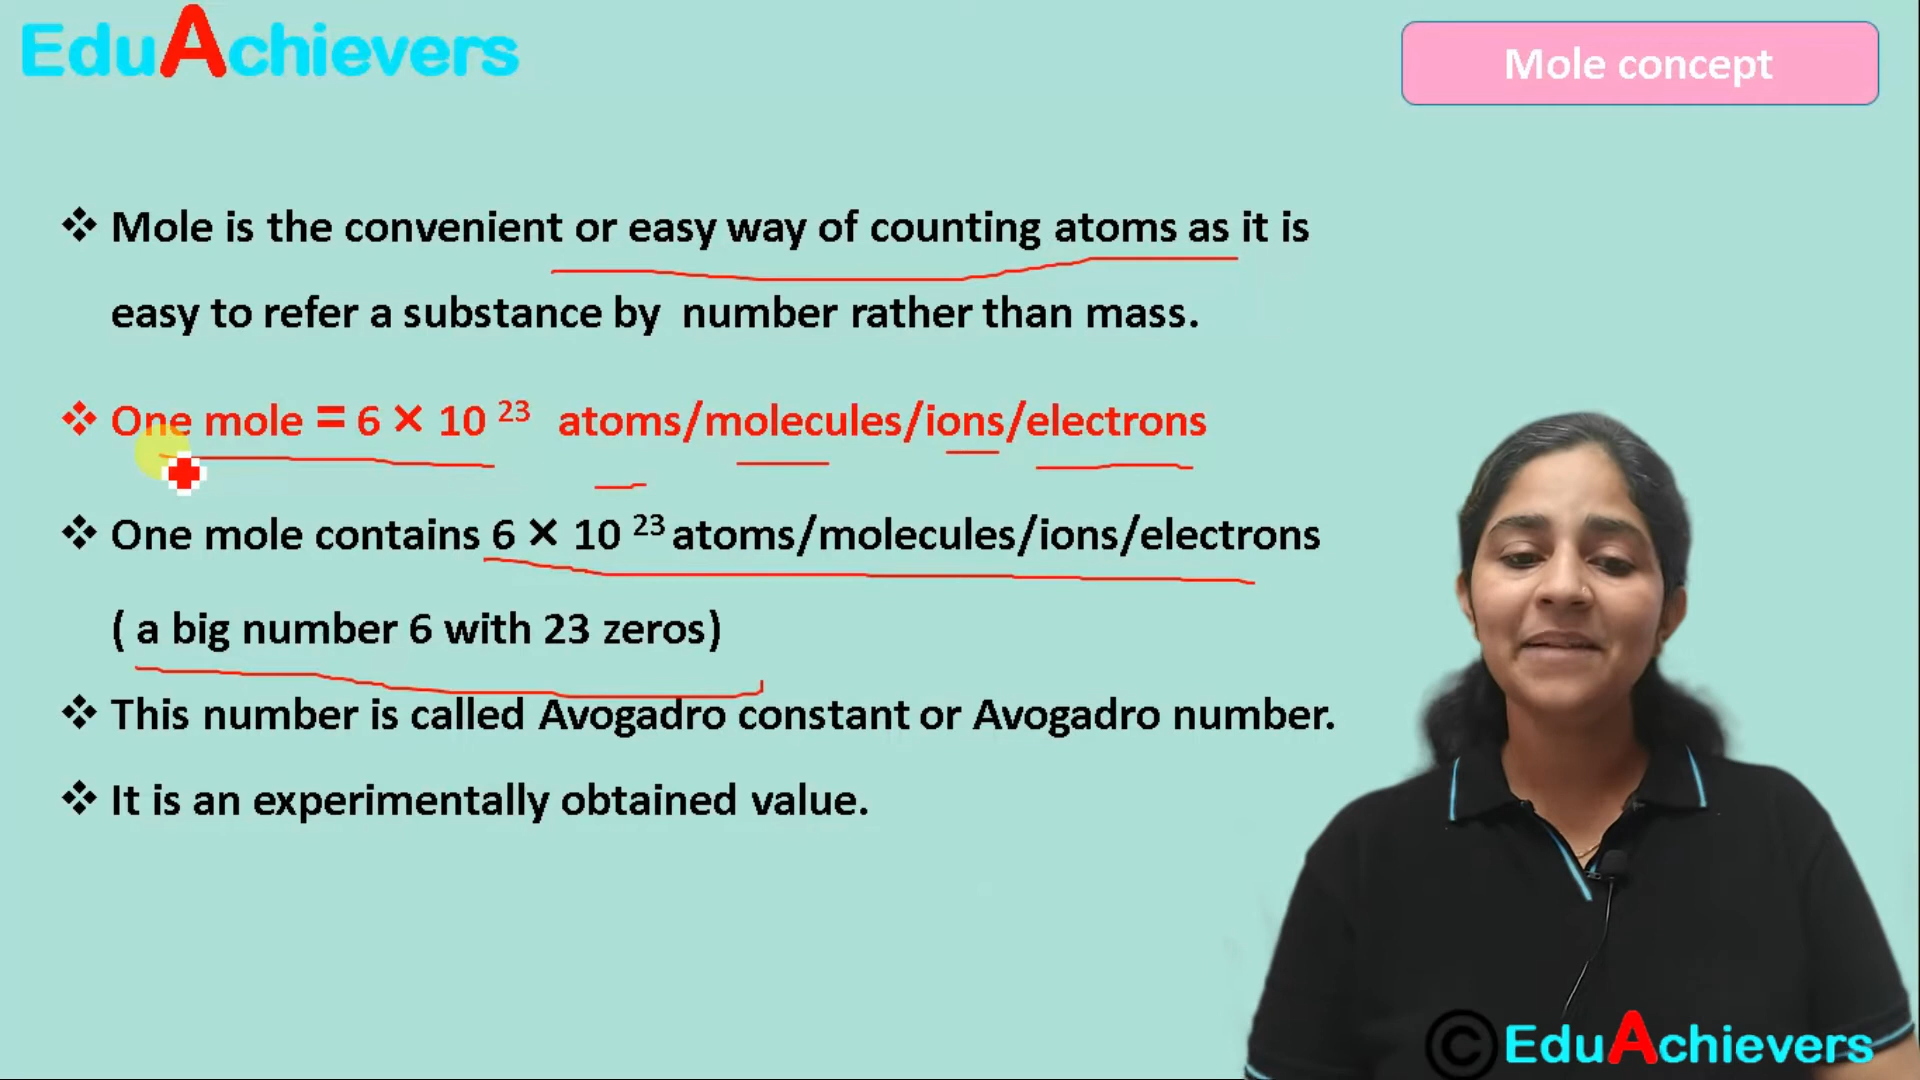 EduAchievers
Mole concept
❖ Mole is the convenient or easy way of counting atoms as it is
easy to refer a substance by number rather than mass.
❖ One mole = 6 × 10 ²³ atoms/molecules/ions/electrons
❖ One mole contains 6 × 10 ²³ atoms/molecules/ions/electrons
( a big number 6 with 23 zeros)
❖ This number is called Avogadro constant or Avogadro number.
❖ It is an experimentally obtained value.
© EduAchievers